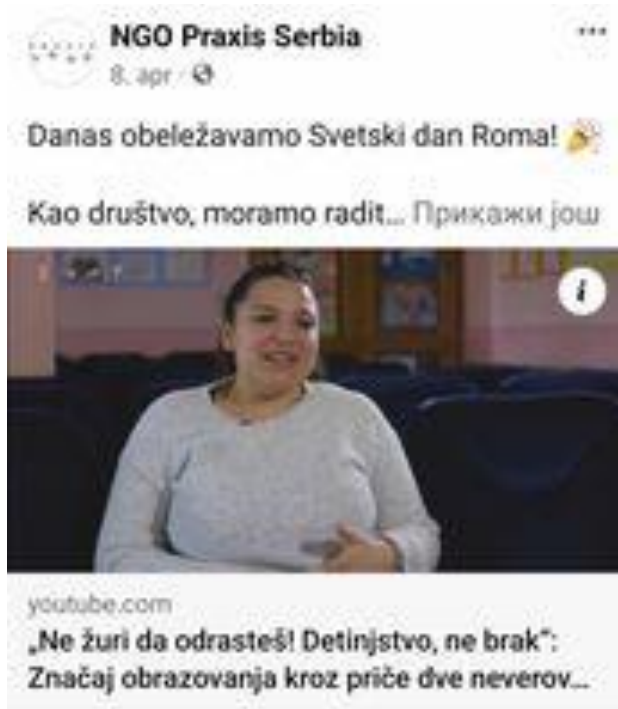 NGO Praxis Serbia
8. apr
Danas obeležavamo Svetski dan Roma! 🎉
Kao društvo, moramo radit... Прикажи још
youtube.com
„Ne žuri da odrasteš! Detinjstvo, ne brak“:
Značaj obrazovanja kroz priče dve neverov...